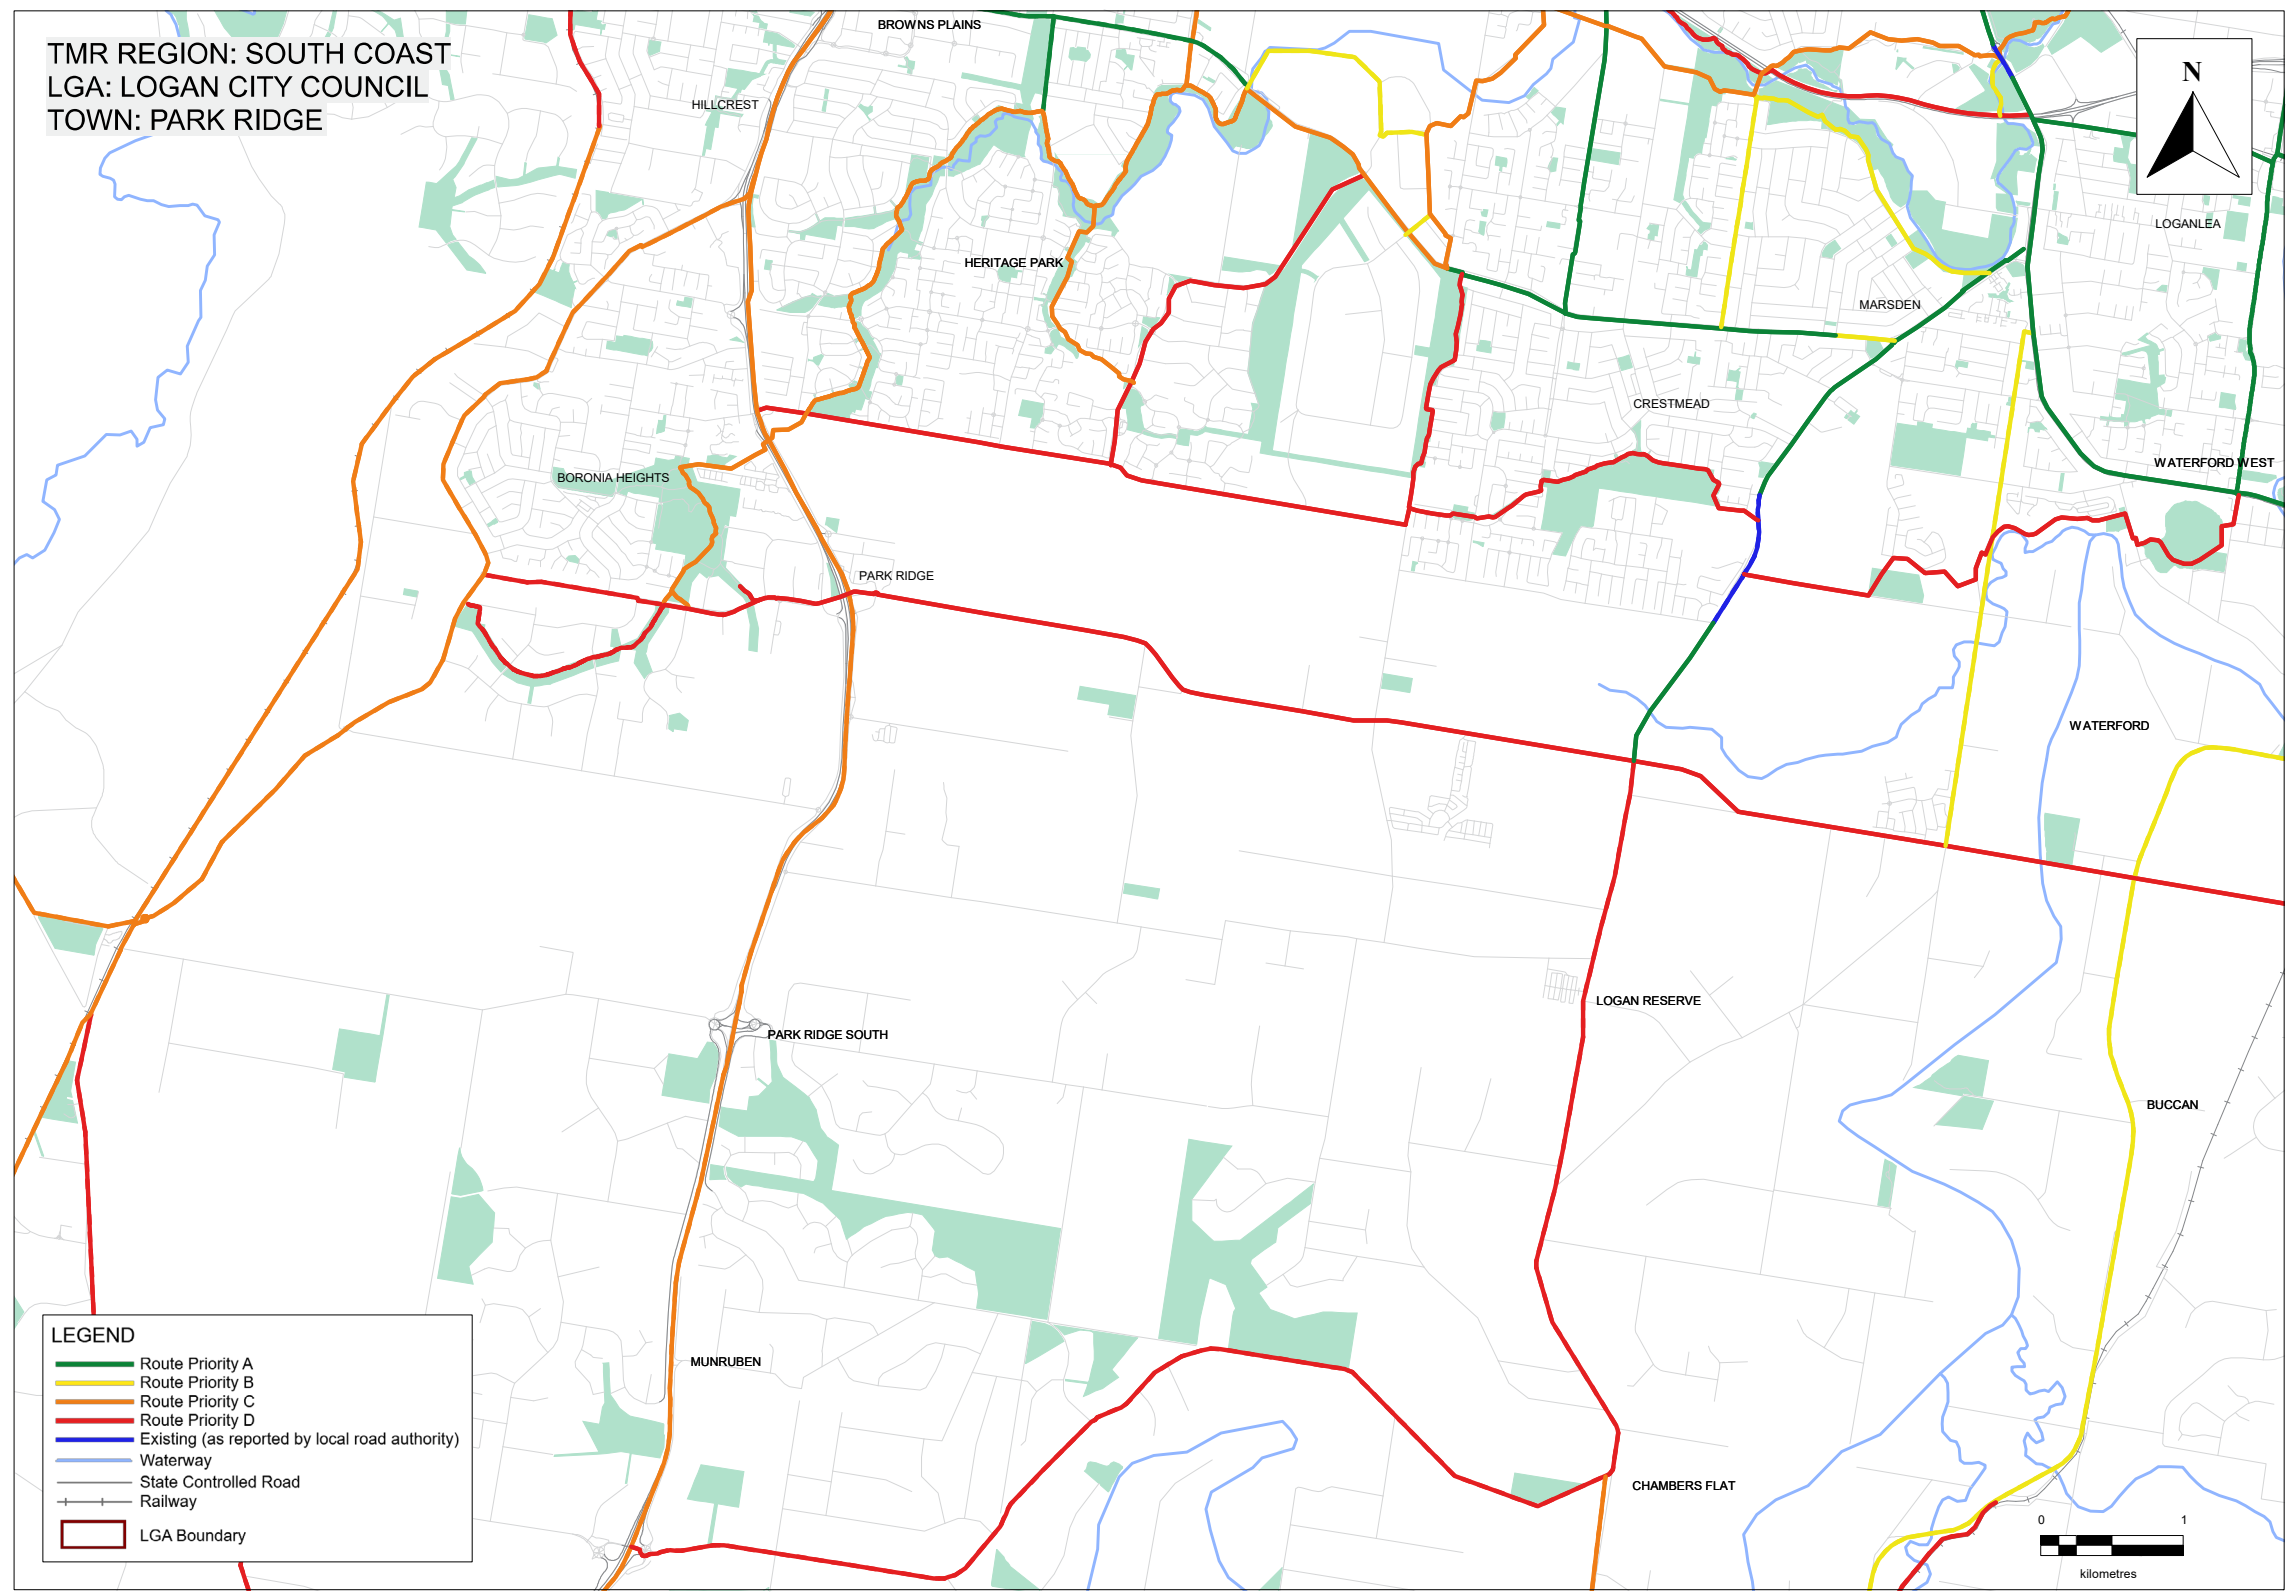 TMR REGION: SOUTH COAST
LGA: LOGAN CITY COUNCIL
TOWN: PARK RIDGE
BROWNS PLAINS
N
HILLCREST
LOGANLEA
HERITAGE PARK
MARSDEN
CRESTMEAD
WATERFORD WEST
BORONIA HEIGHTS
PARK RIDGE
WATERFORD
LOGAN RESERVE
PARK RIDGE SOUTH
BUCCAN
MUNRUBEN
CHAMBERS FLAT
LEGEND
Route Priority A
Route Priority B
Route Priority C
Route Priority D
Existing (as reported by local road authority)
Waterway
State Controlled Road
Railway
LGA Boundary
0 1
kilometres